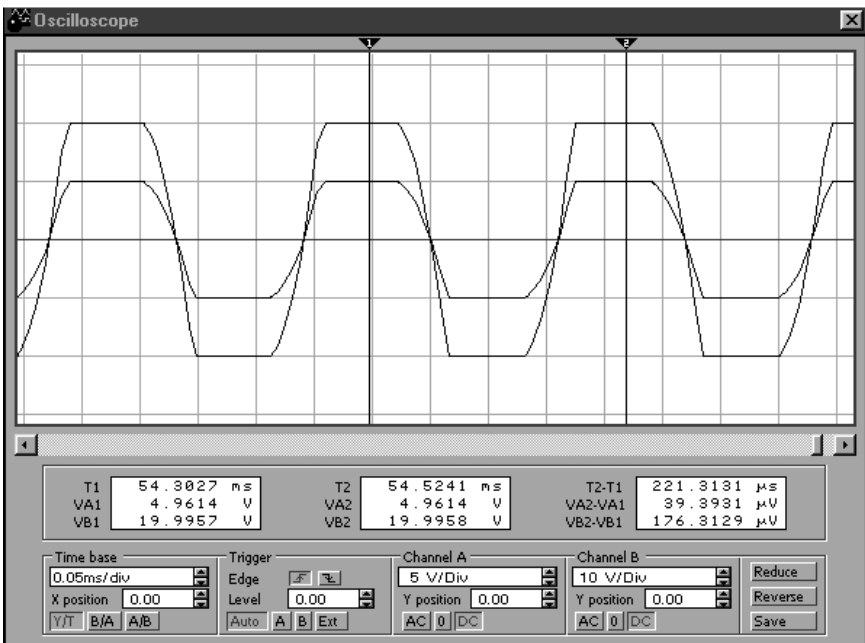 Oscilloscope
1 2
T1 54.3027 ms T2 54.5241 ms T2-T1 221.3131 µs
VA1 4.9614 V VA2 4.9614 V VA2-VA1 39.3931 µV
VB1 19.9957 V VB2 19.9958 V VB2-VB1 176.3129 µV
Time base Trigger Channel A Channel B
0.05ms/div Edge 5 V/Div 10 V/Div Reduce
X position 0.00 Level 0.00 Y position 0.00 Y position 0.00 Reverse
Y/T B/A A/B Auto A B Ext AC 0 DC AC 0 DC Save